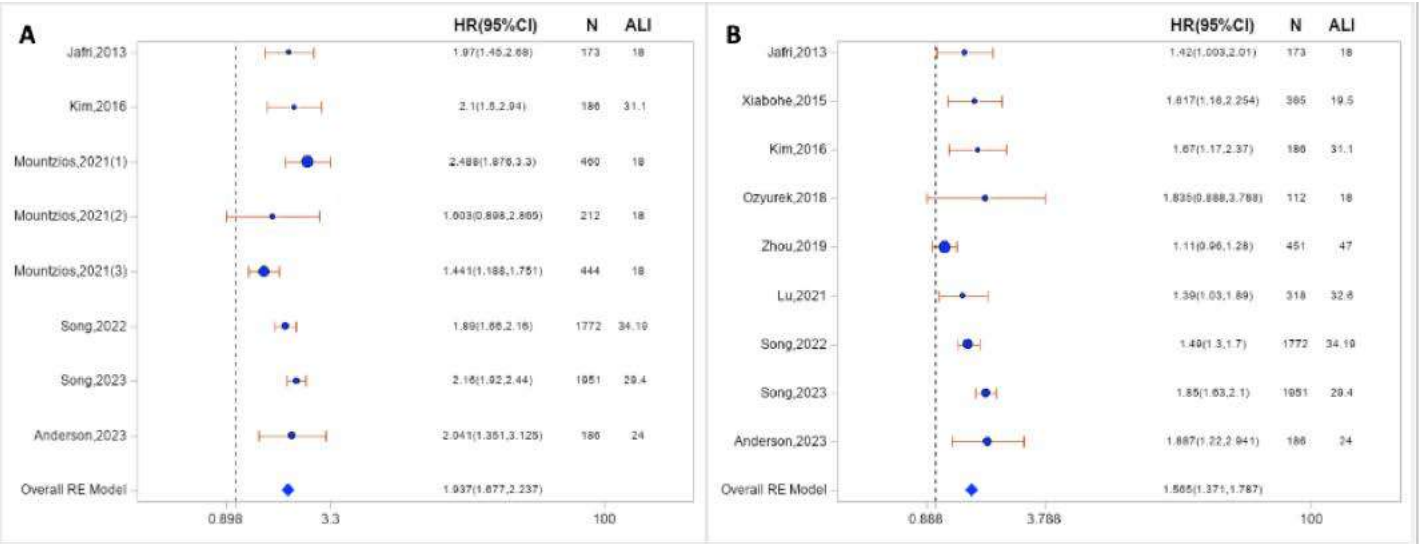 A HR(95%CI) N ALI
Jafri,2013 1.97(1.45,2.68) 173 18
Kim,2016 2.1(1.5,2.94) 186 31.1
Mountzios,2021(1) 2.488(1.876,3.3) 460 18
Mountzios,2021(2) 1.603(0.898,2.865) 212 18
Mountzios,2021(3) 1.441(1.188,1.751) 444 18
Song,2022 1.89(1.66,2.16) 1772 34.19
Song,2023 2.16(1.92,2.44) 1951 29.4
Anderson,2023 2.041(1.351,3.125) 186 24
Overall RE Model 1.937(1.677,2.237)
0.898 3.3 100
B HR(95%CI) N ALI
Jafri,2013 1.42(1.003,2.01) 173 18
Xiabohe,2015 1.617(1.16,2.254) 365 19.5
Kim,2016 1.67(1.17,2.37) 186 31.1
Ozyurek,2018 1.835(0.888,3.788) 112 18
Zhou,2019 1.11(0.96,1.28) 451 47
Lu,2021 1.39(1.03,1.89) 318 32.6
Song,2022 1.49(1.3,1.7) 1772 34.19
Song,2023 1.85(1.63,2.1) 1951 29.4
Anderson,2023 1.887(1.22,2.941) 186 24
Overall RE Model 1.565(1.371,1.787)
0.888 3.788 100